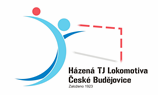 Házená TJ Lokomotiva
České Budějovice
Založeno 1923